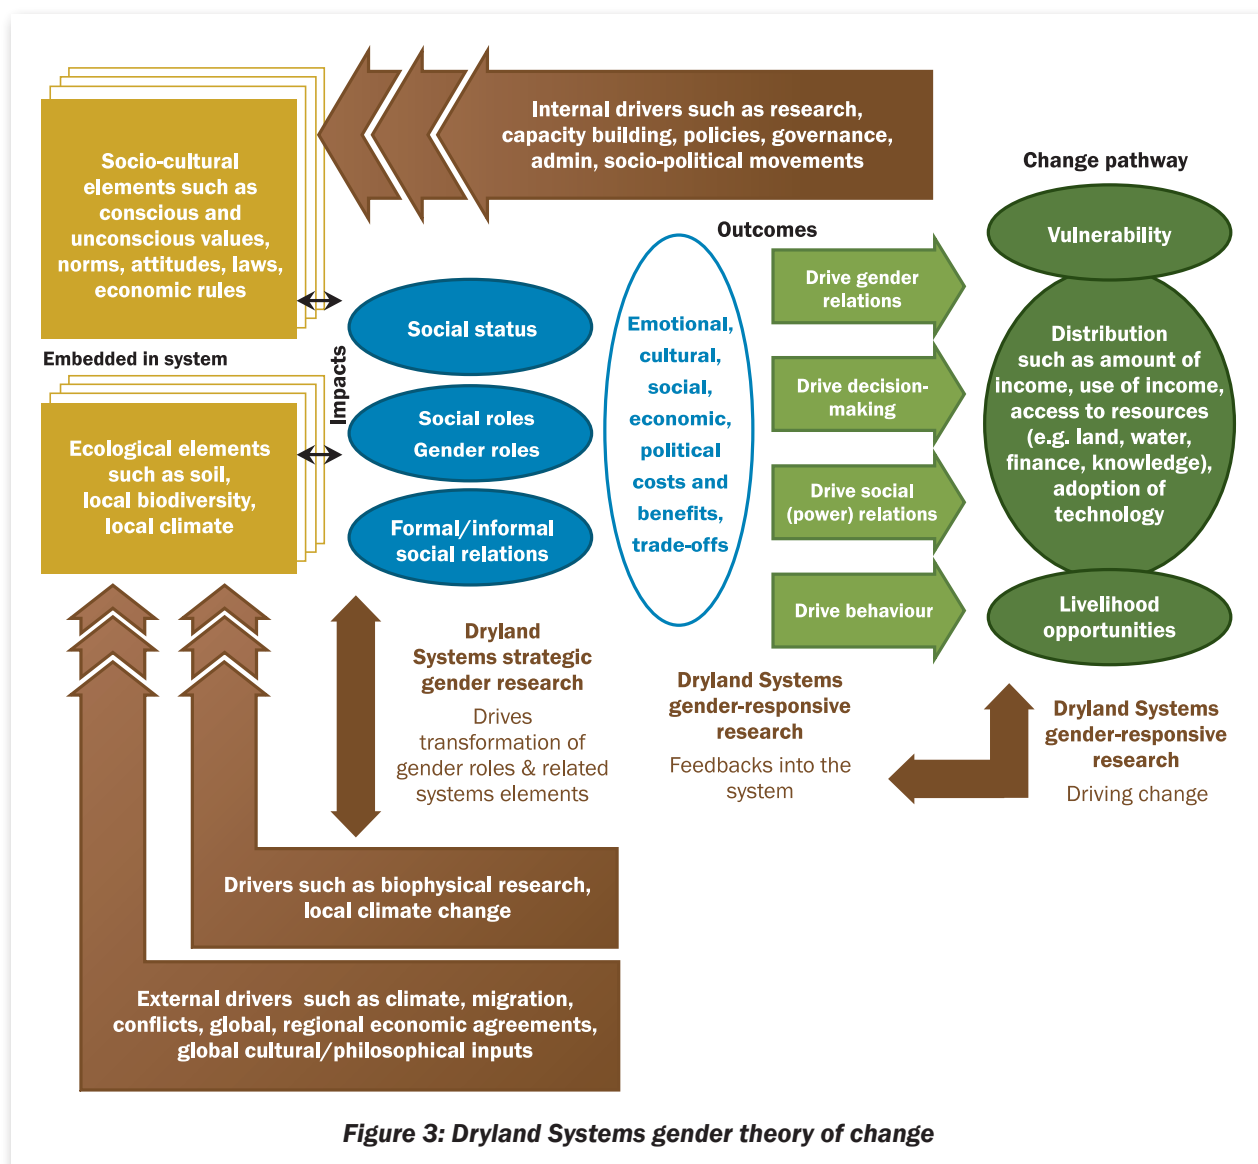 Internal drivers such as research,
capacity building, policies, governance,
admin, socio-political movements
Socio-cultural
elements such as
conscious and
unconscious values,
norms, attitudes, laws,
economic rules
Embedded in system
Ecological elements
such as soil,
local biodiversity,
local climate
Impacts
Social status
Social roles
Gender roles
Formal/informal
social relations
Emotional,
cultural,
social,
economic,
political
costs and
benefits,
trade-offs
Outcomes
Drive gender
relations
Drive decision-
making
Drive social
(power) relations
Drive behaviour
Change pathway
Vulnerability
Distribution
such as amount of
income, use of income,
access to resources
(e.g. land, water,
finance, knowledge),
adoption of
technology
Livelihood
opportunities
Dryland
Systems strategic
gender research
Drives
transformation of
gender roles & related
systems elements
Dryland Systems
gender-responsive
research
Feedbacks into the
system
Dryland Systems
gender-responsive
research
Driving change
Drivers such as biophysical research,
local climate change
External drivers such as climate, migration,
conflicts, global, regional economic agreements,
global cultural/philosophical inputs
Figure 3: Dryland Systems gender theory of change